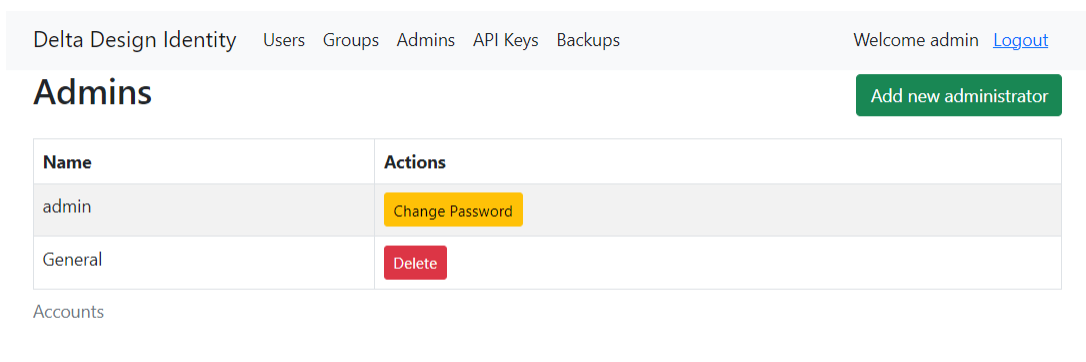 Delta Design Identity Users Groups Admins API Keys Backups Welcome admin Logout
Admins Add new administrator
Name Actions
admin Change Password
General Delete
Accounts